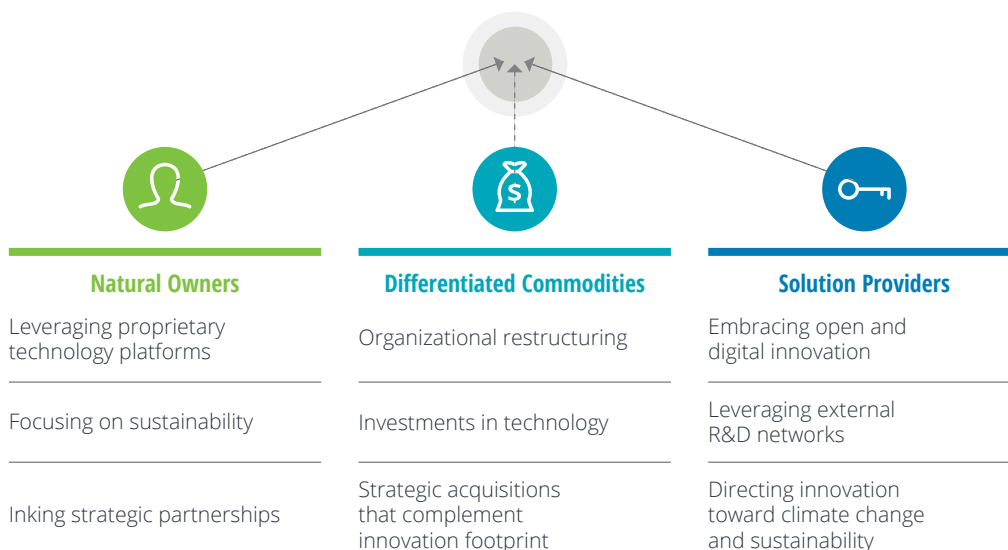 $
Natural Owners
Leveraging proprietary
technology platforms
Focusing on sustainability
Inking strategic partnerships
Differentiated Commodities
Organizational restructuring
Investments in technology
Strategic acquisitions
that complement
innovation footprint
Solution Providers
Embracing open and
digital innovation
Leveraging external
R&D networks
Directing innovation
toward climate change
and sustainability